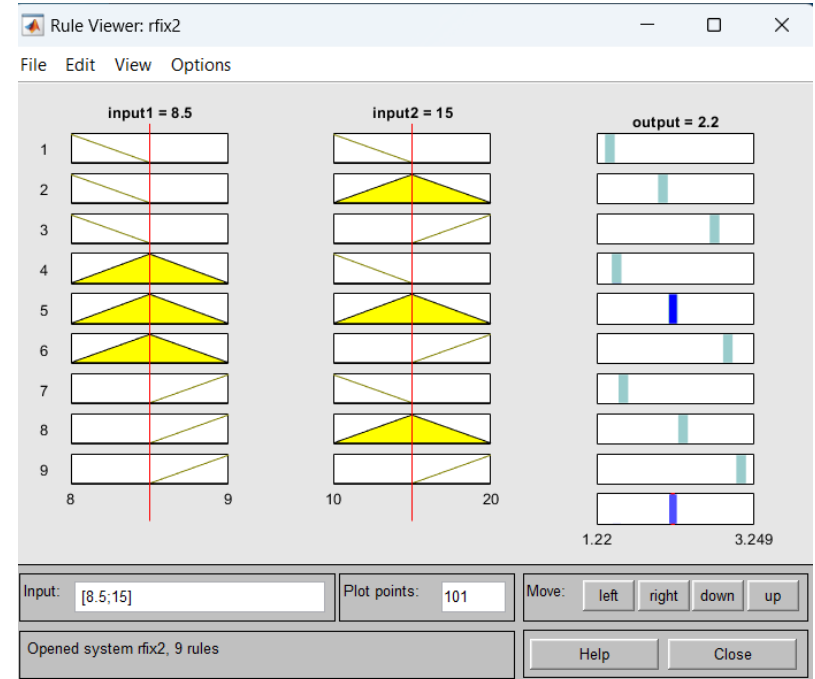 Rule Viewer: rfix2
File Edit View Options
input1 = 8.5 input2 = 15 output = 2.2
1
2
3
4
5
6
7
8
9
8 9 10 20
1.22 3.249
Input: [8.5;15] Plot points: 101 Move: left right down up
Opened system rfix2, 9 rules Help Close